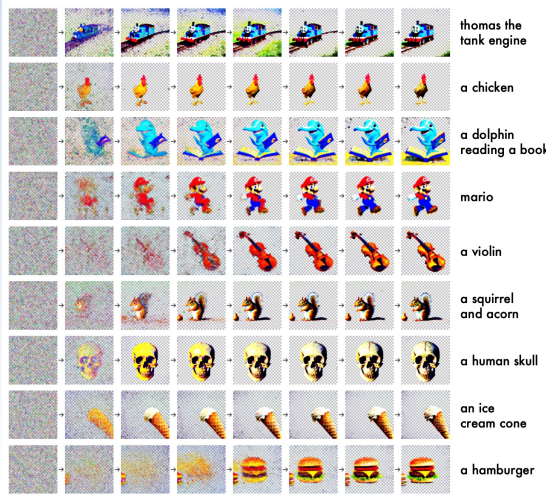 thomas the
tank engine
a chicken
a dolphin
reading a book
mario
a violin
a squirrel
and acorn
a human skull
an ice
cream cone
a hamburger